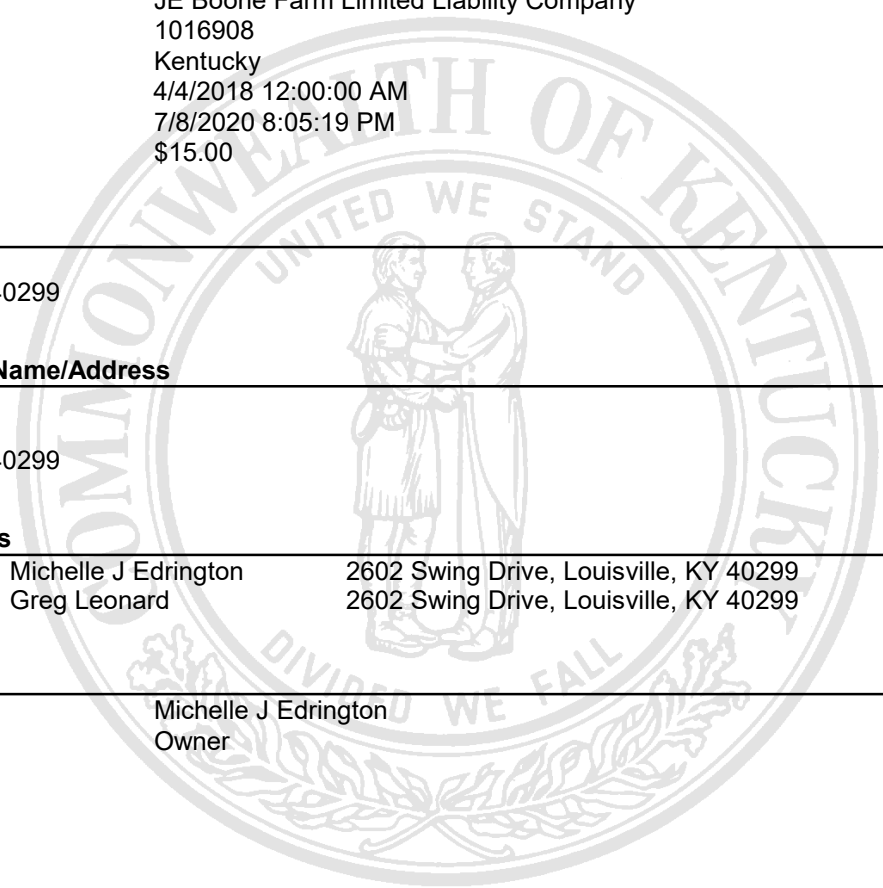 JE Boone Farm Limited Liability Company
1016908
Kentucky
4/4/2018 12:00:00 AM
7/8/2020 8:05:19 PM
$15.00
COMMONWEALTH OF KENTUCKY
UNITED WE STAND
40299
Name/Address
40299
s
Michelle J Edrington 2602 Swing Drive, Louisville, KY 40299
Greg Leonard 2602 Swing Drive, Louisville, KY 40299
DIVIDED WE FALL
Michelle J Edrington
Owner